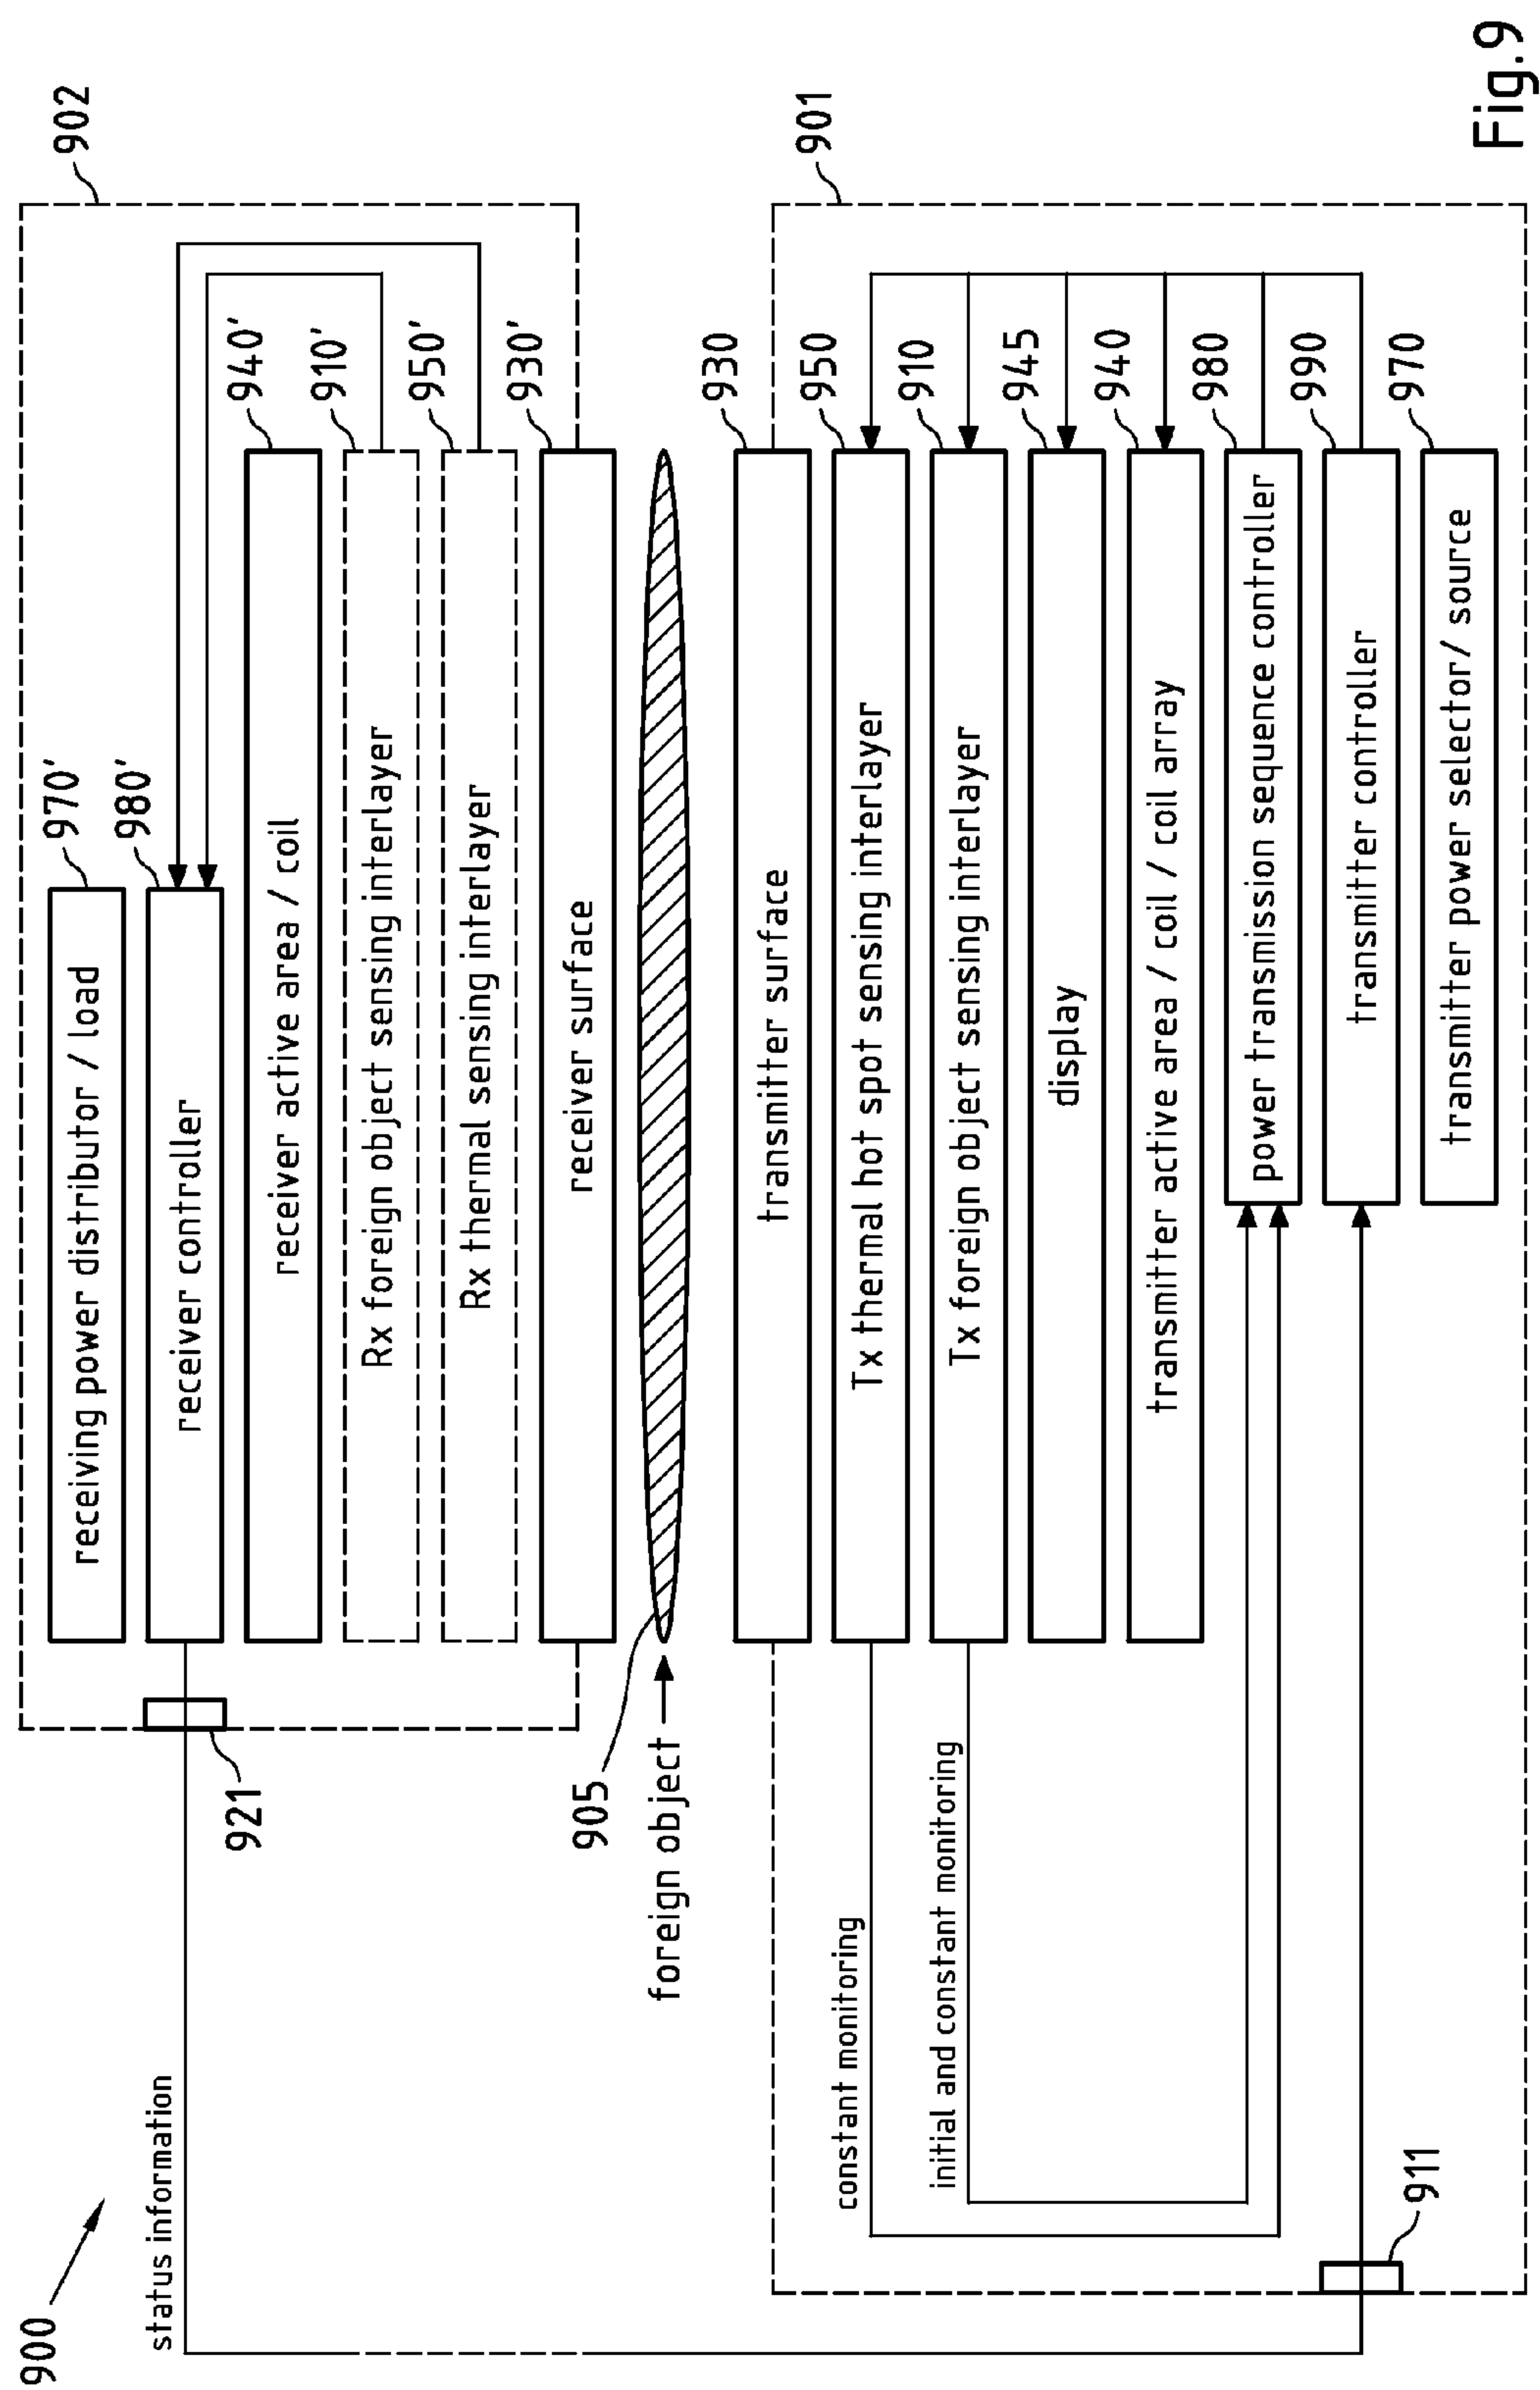 900
902
970'
receiving power distributor / load
980'
receiver controller
940'
receiver active area / coil
910'
Rx foreign object sensing interlayer
950'
Rx thermal sensing interlayer
930'
receiver surface
status information
921
905
foreign object
901
930
transmitter surface
950
Tx thermal hot spot sensing interlayer
constant monitoring
910
Tx foreign object sensing interlayer
initial and constant monitoring
945
display
940
transmitter active area / coil / coil array
980
power transmission sequence controller
990
transmitter controller
911
970
transmitter power selector/ source
Fig.9